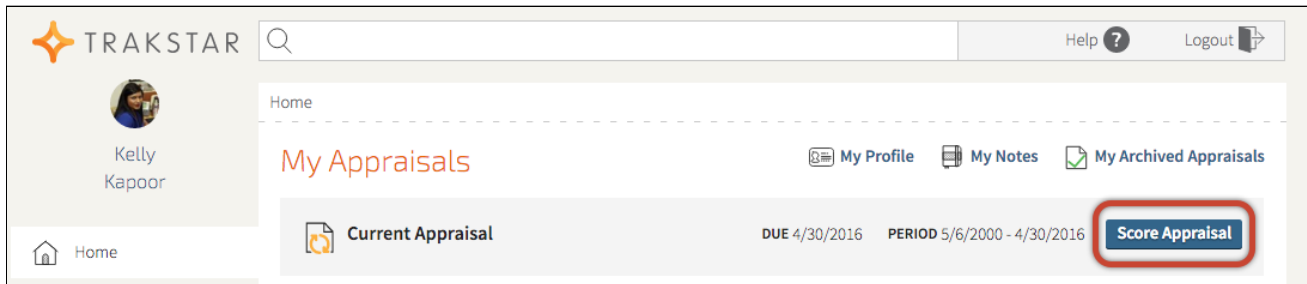 TRAKSTAR
Help ? Logout
Kelly
Kapoor
Home
Home
My Appraisals
My Profile My Notes My Archived Appraisals
Current Appraisal DUE 4/30/2016 PERIOD 5/6/2000 - 4/30/2016 Score Appraisal